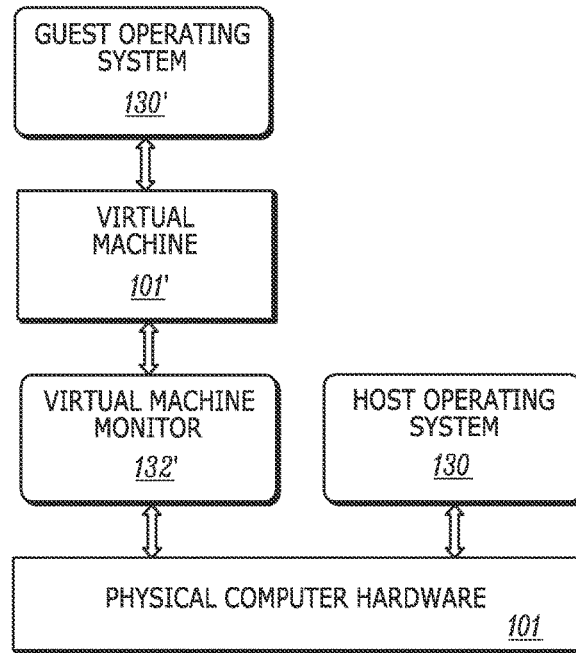 GUEST OPERATING
SYSTEM
130'
VIRTUAL
MACHINE
101'
VIRTUAL MACHINE
MONITOR
132'
HOST OPERATING
SYSTEM
130
PHYSICAL COMPUTER HARDWARE
101